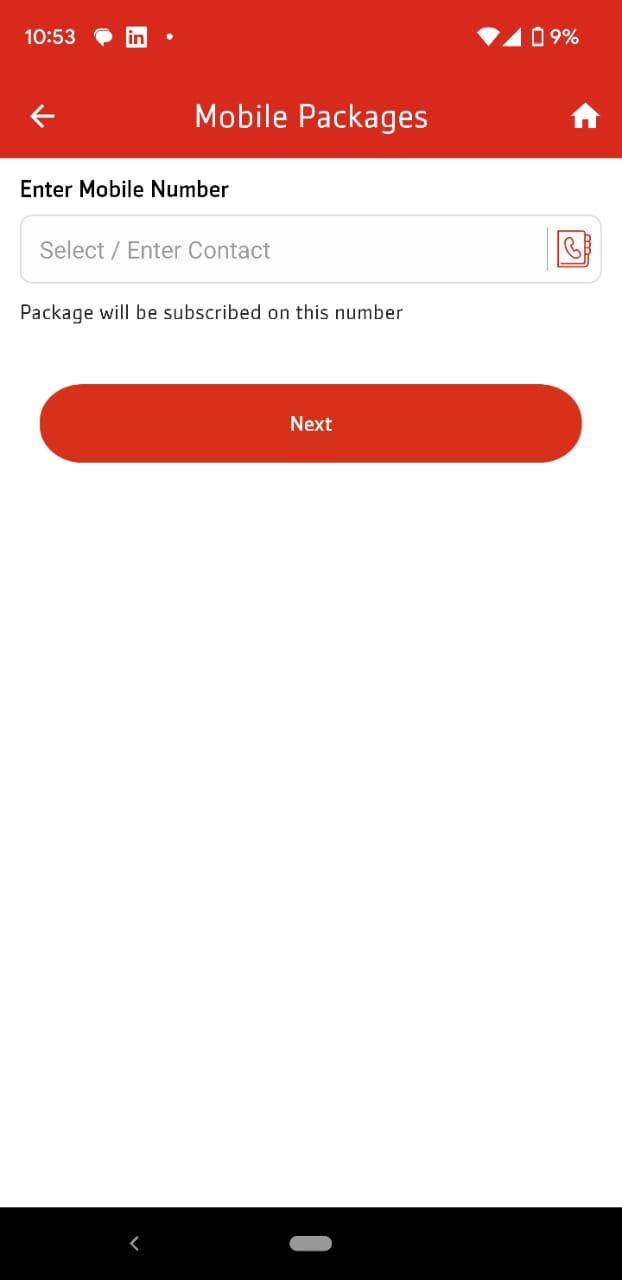 10:53 in 9%
Mobile Packages
Enter Mobile Number
Select / Enter Contact
Package will be subscribed on this number
Next